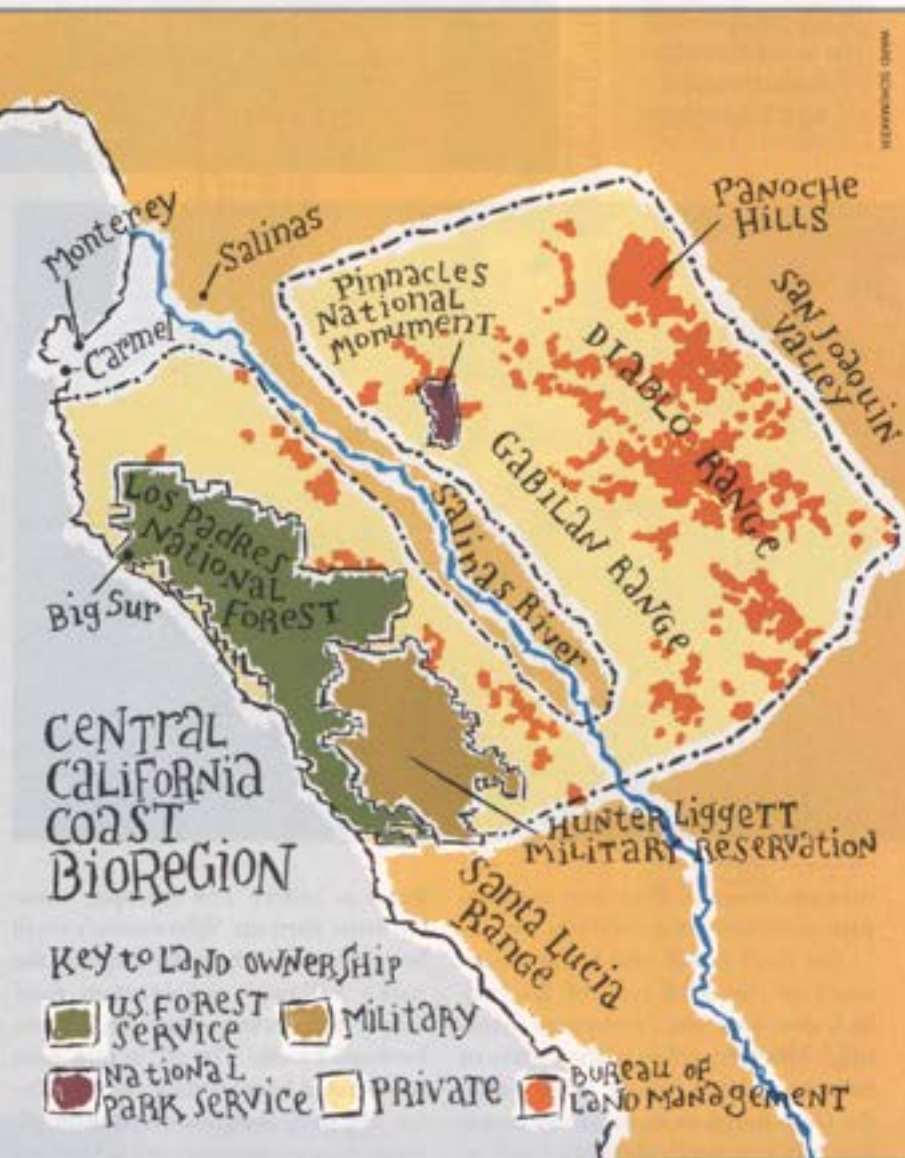 WARD SCHUMAKER
Monterey
Salinas
Carmel
Pinnacles
National
Monument
Panoche
Hills
San Joaquin
Valley
Diablo
Range
Gabilan Range
Salinas River
Los Padres
National
Forest
Big Sur
Central
California
Coast
BioRegion
Hunter Liggett
Military Reservation
Santa Lucia
Range
Key to Land Ownership
U.S. Forest
Service
Military
National
Park Service
Private
Bureau of
Land Management